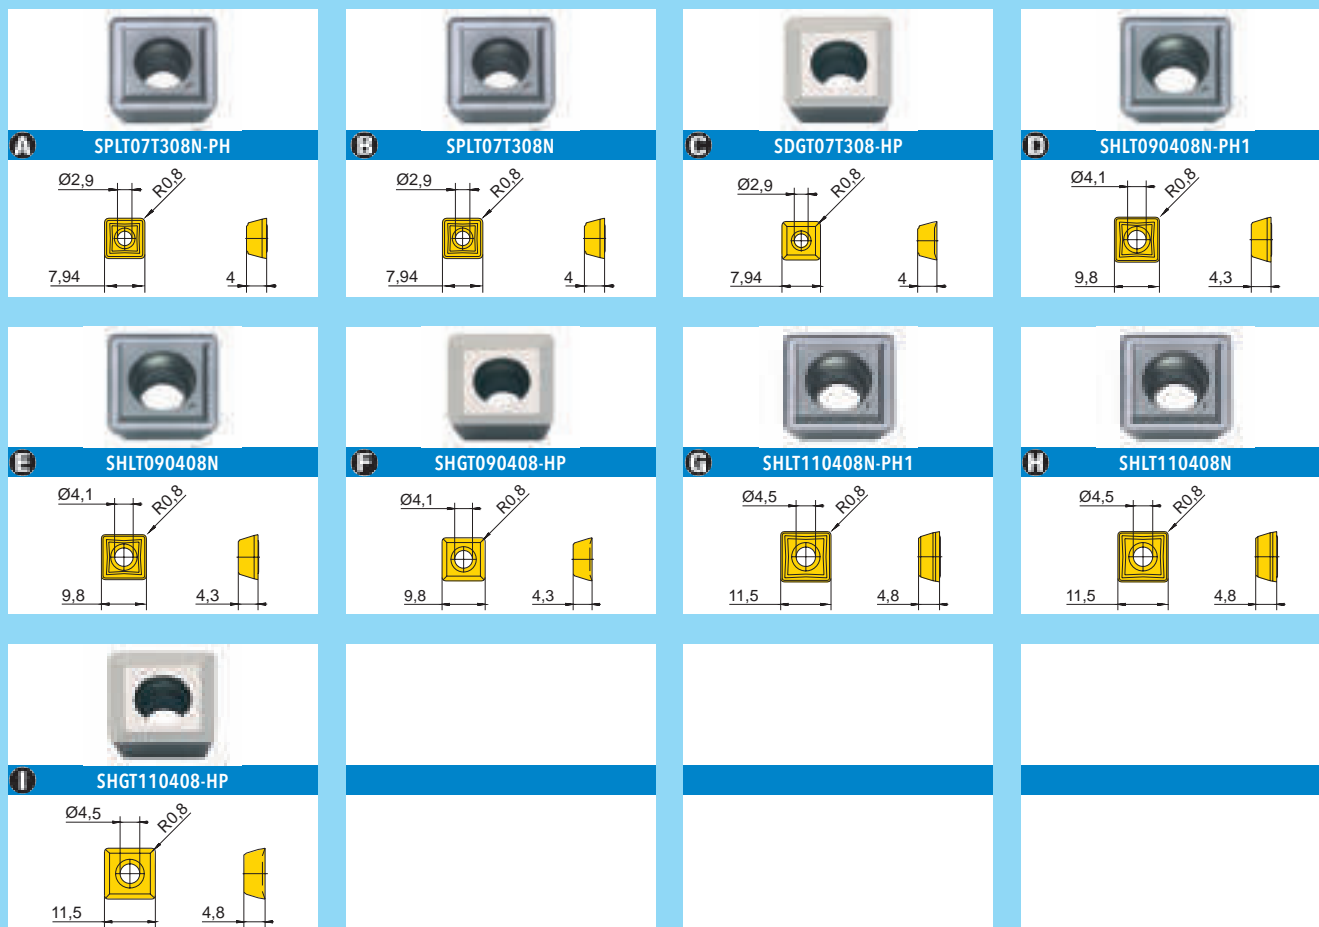 A SPLT07T308N-PH
Ø2,9 R0,8
7,94 4
B SPLT07T308N
Ø2,9 R0,8
7,94 4
C SDGT07T308-HP
Ø2,9 R0,8
7,94 4
D SHLT090408N-PH1
Ø4,1 R0,8
9,8 4,3
E SHLT090408N
Ø4,1 R0,8
9,8 4,3
F SHGT090408-HP
Ø4,1 R0,8
9,8 4,3
G SHLT110408N-PH1
Ø4,5 R0,8
11,5 4,8
H SHLT110408N
Ø4,5 R0,8
11,5 4,8
I SHGT110408-HP
Ø4,5 R0,8
11,5 4,8